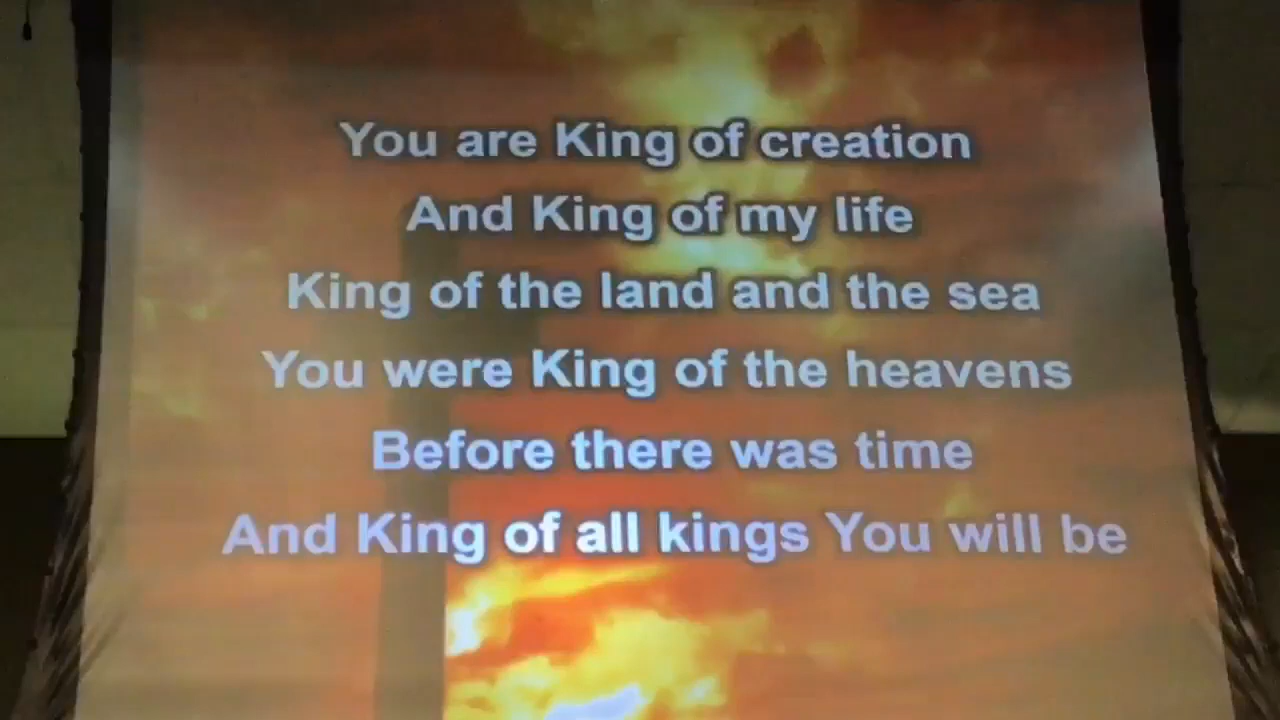 You are King of creation
And King of my life
King of the land and the sea
You were King of the heavens
Before there was time
And King of all kings You will be